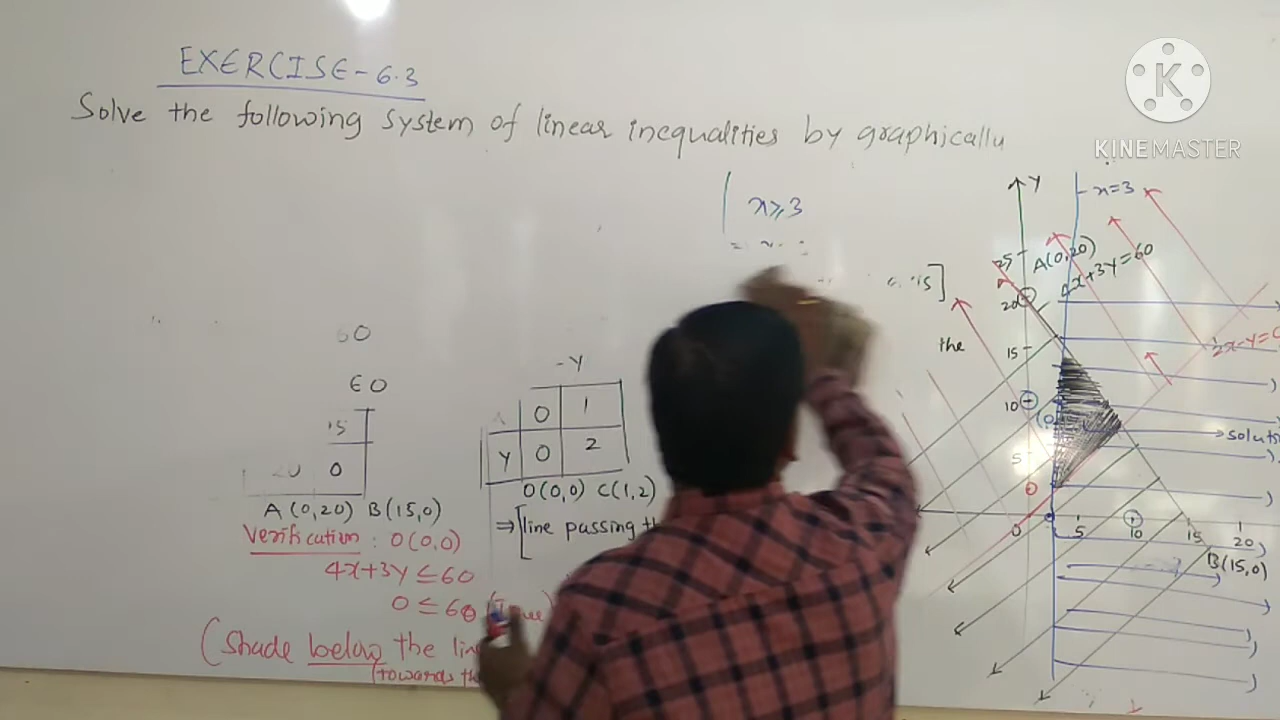 EXERCISE-6.3
Solve the following system of linear inequalities by graphically
x≥3
is]
the
60
60
15
0
A(0,20) B(15,0)
Verification : O(0,0)
4x+3y ≤60
0 ≤60
(Shade below the line
(towards the
-Y
0 1
Y 0 2
O(0,0) C(1,2)
⇒[line passing
Y
x=3
25
A(0,20)
4x+3y=60
20
15
10
5
0 5 10 15 20
B(15,0)
2x-y=0
K
KINEMASTER